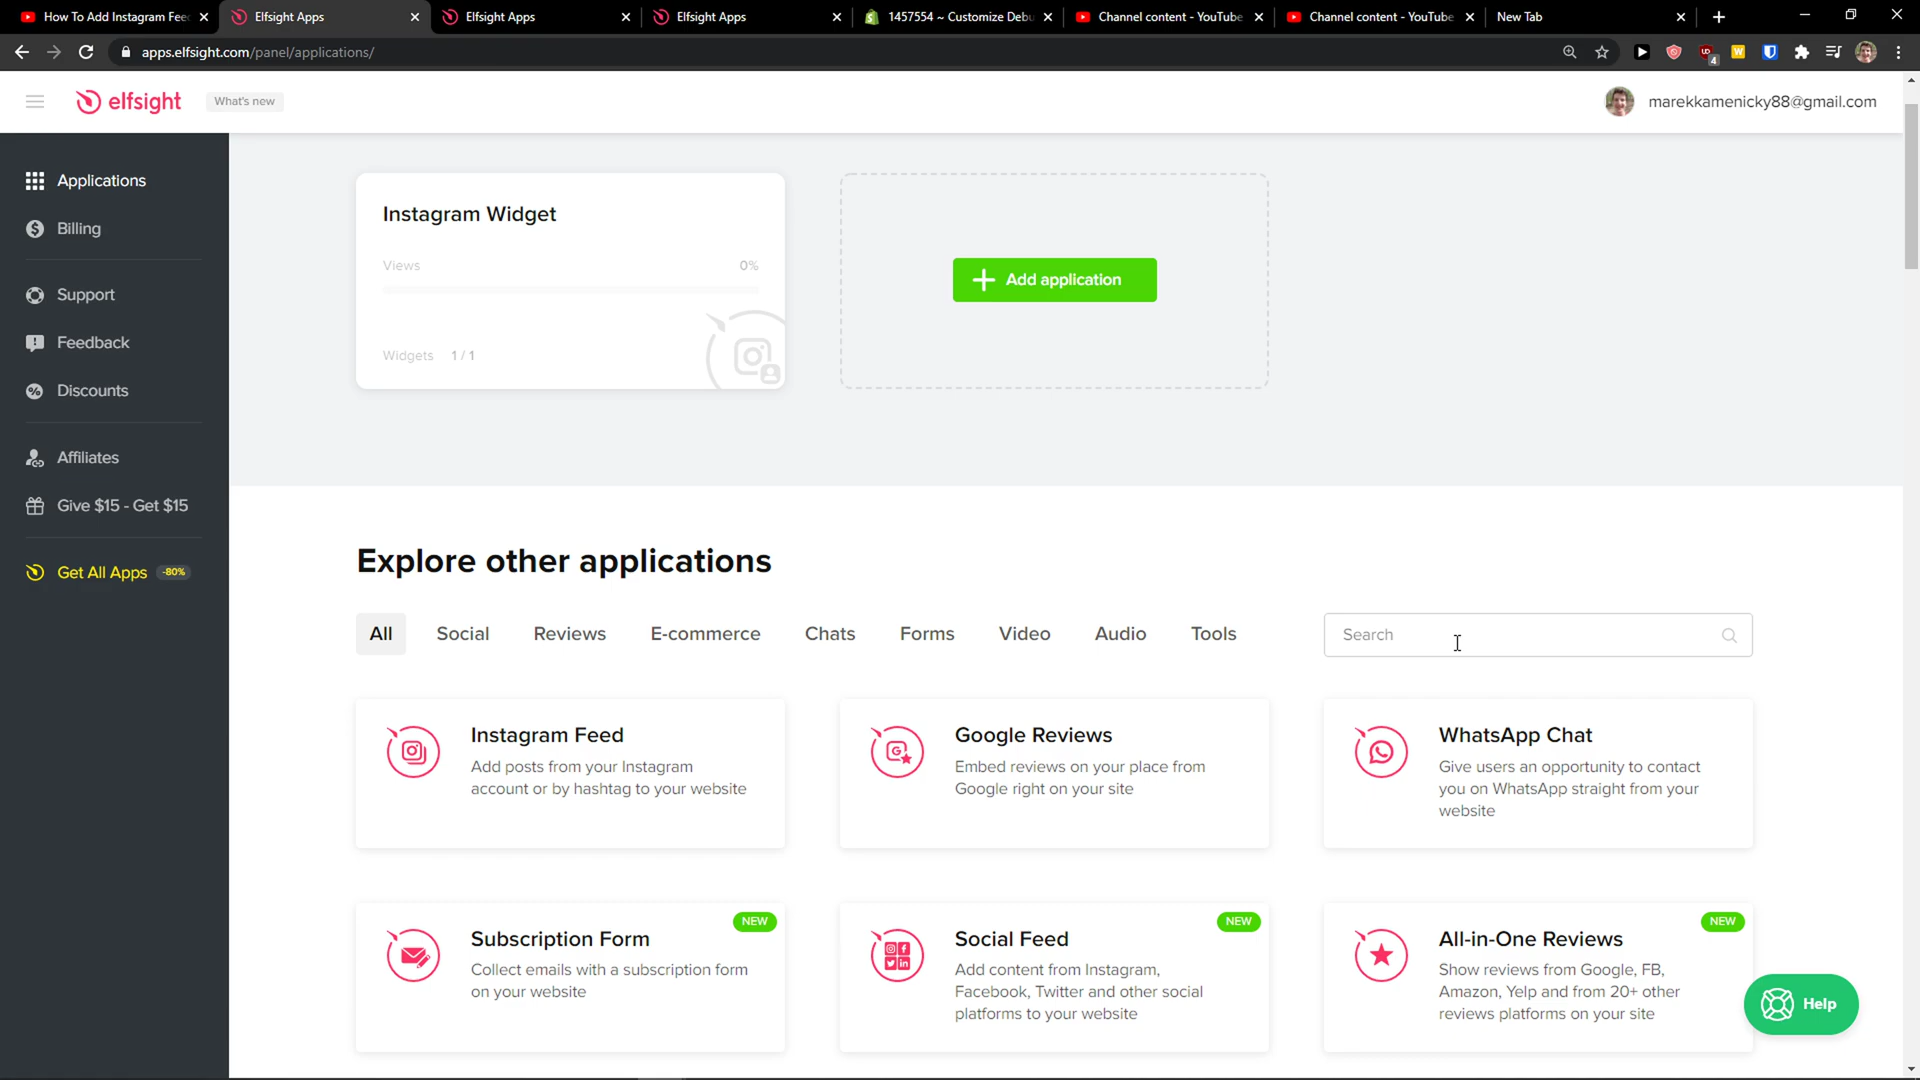 How To Add Instagram Fee
Elfsight Apps
Elfsight Apps
Elfsight Apps
1457554 ~ Customize Debu
Channel content - YouTube
Channel content - YouTube
New Tab
apps.elfsight.com/panel/applications/
4
elfsight
What's new
marekkamenicky88@gmail.com
Applications
Billing
Support
Feedback
Discounts
Affiliates
Give $15 - Get $15
Get All Apps -80%
Instagram Widget
Views 0%
Widgets 1 / 1
Add application
Explore other applications
All Social Reviews E-commerce Chats Forms Video Audio Tools
Search
Instagram Feed
Add posts from your Instagram
account or by hashtag to your website
Google Reviews
Embed reviews on your place from
Google right on your site
WhatsApp Chat
Give users an opportunity to contact
you on WhatsApp straight from your
website
NEW
Subscription Form
Collect emails with a subscription form
on your website
NEW
Social Feed
Add content from Instagram,
Facebook, Twitter and other social
platforms to your website
NEW
All-in-One Reviews
Show reviews from Google, FB,
Amazon, Yelp and from 20+ other
reviews platforms on your site
Help